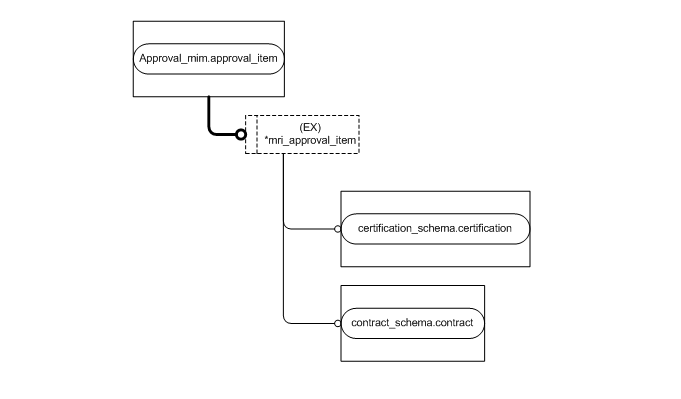 Approval_mim.approval_item
(EX)
*mri_approval_item
certification_schema.certification
contract_schema.contract